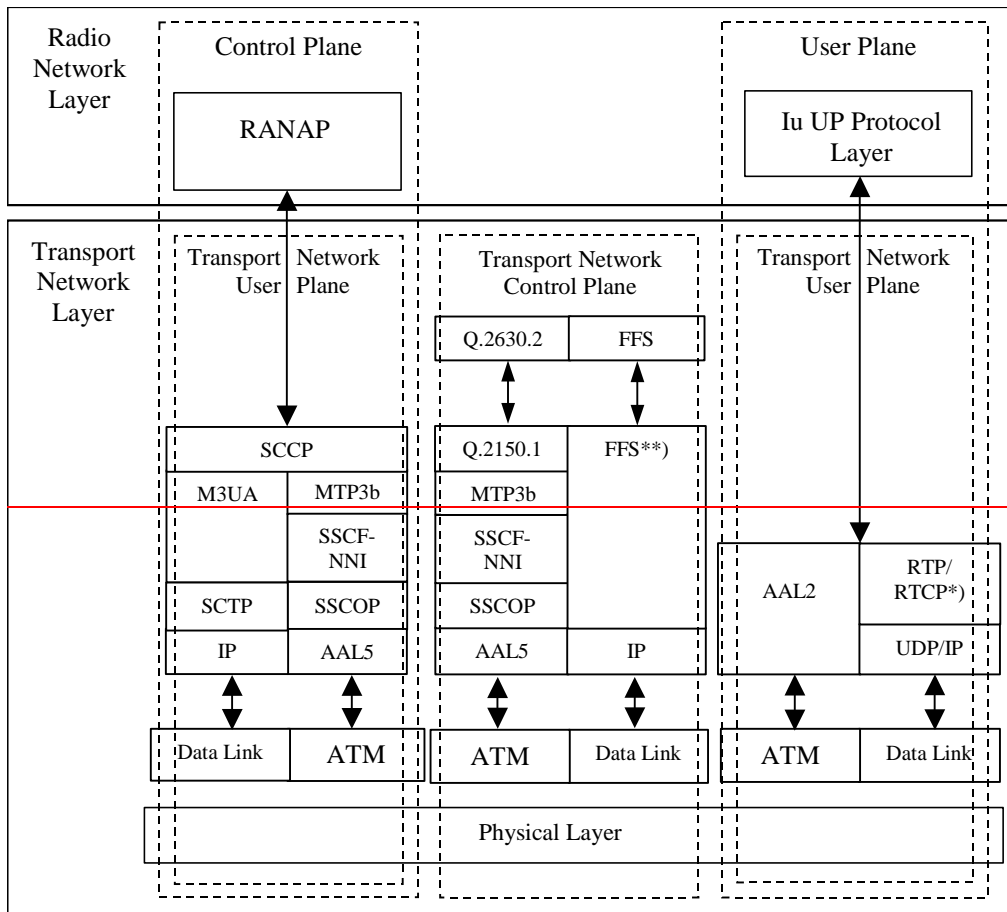 Radio
Network
Layer
Control Plane
User Plane
RANAP
Iu UP Protocol
Layer
Transport
Network
Layer
Transport Network
User Plane
Transport Network
Control Plane
Transport Network
User Plane
Q.2630.2
FFS
SCCP
M3UA
MTP3b
SSCF-
NNI
SCTP
SSCOP
IP
AAL5
Q.2150.1
FFS**)
MTP3b
SSCF-
NNI
SSCOP
AAL5
IP
AAL2
RTP/
RTCP*)
UDP/IP
Data Link
ATM
ATM
Data Link
ATM
Data Link
Physical Layer